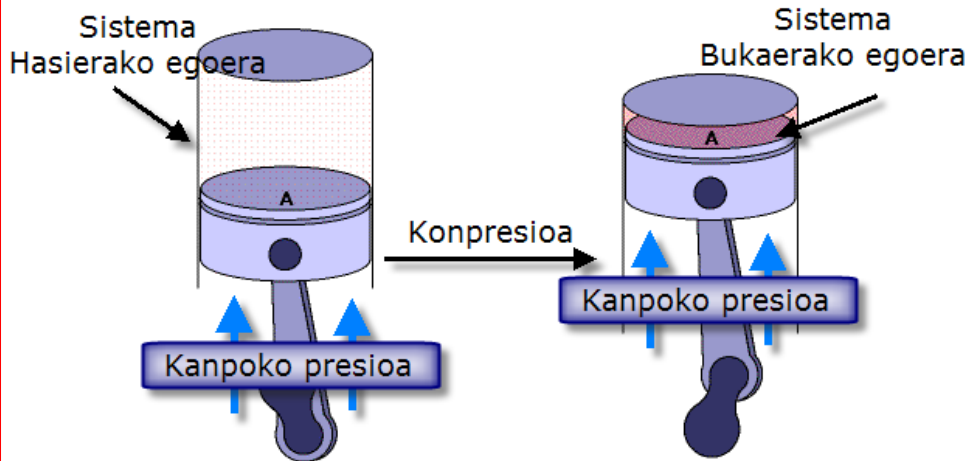 Sistema
Hasierako egoera
A
Kanpoko presioa
Konpresioa
Sistema
Bukaerako egoera
A
Kanpoko presioa